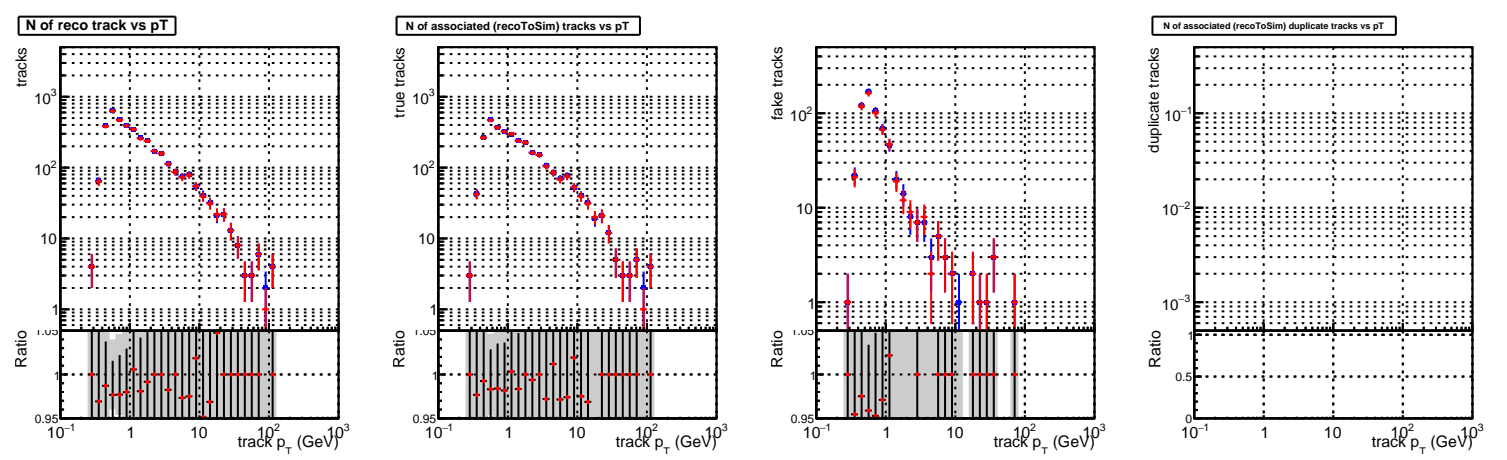 N of reco track vs pT
tracks
10³
10²
10
1
Ratio
1.05
1
0.95
10⁻¹ 1 10 10² 10³
track p_T (GeV)
N of associated (recoToSim) tracks vs pT
true tracks
10³
10²
10
1
Ratio
1.05
1
0.95
10⁻¹ 1 10 10² 10³
track p_T (GeV)
fake tracks
10²
10
1
Ratio
1.05
1
0.95
10⁻¹ 1 10 10² 10³
track p_T (GeV)
N of associated (recoToSim) duplicate tracks vs pT
duplicate tracks
10⁻¹
10⁻²
10⁻³
Ratio
1
0.5
0
10⁻¹ 1 10 10² 10³
track p_T (GeV)